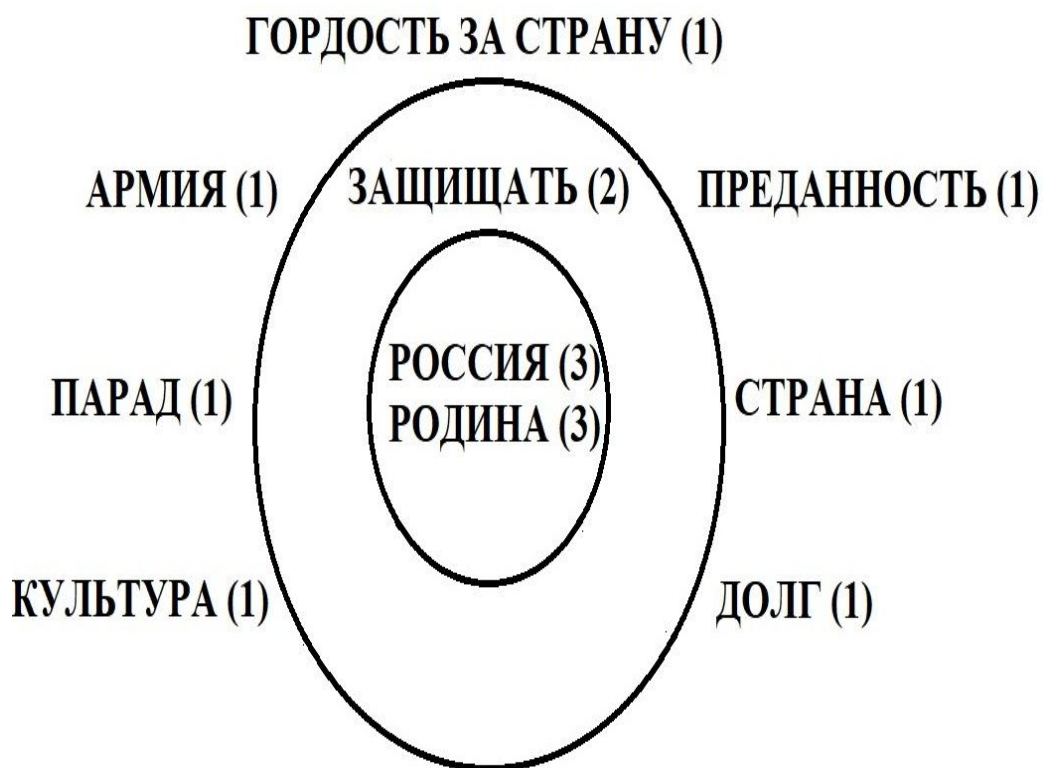 ГОРДОСТЬ ЗА СТРАНУ (1)
АРМИЯ (1) ЗАЩИЩАТЬ (2) ПРЕДАННОСТЬ (1)
РОССИЯ (3)
ПАРАД (1) РОДИНА (3) СТРАНА (1)
КУЛЬТУРА (1) ДОЛГ (1)